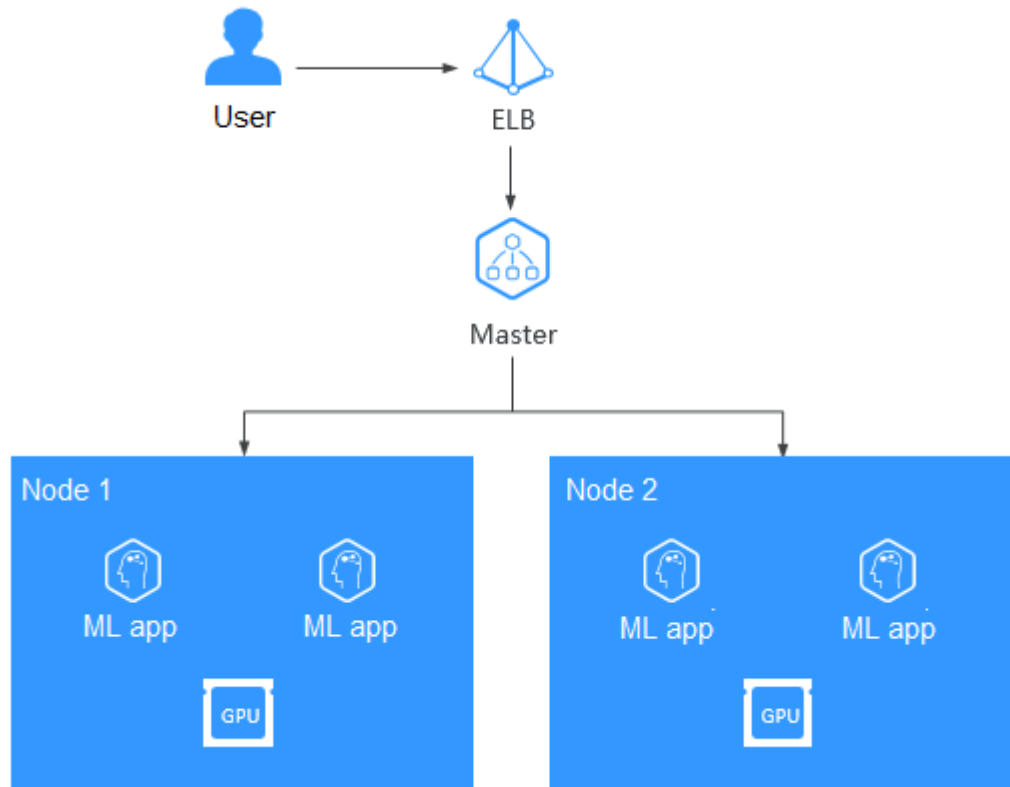 User
ELB
Master
Node 1
Node 2
ML app
ML app
ML app
ML app
GPU
GPU